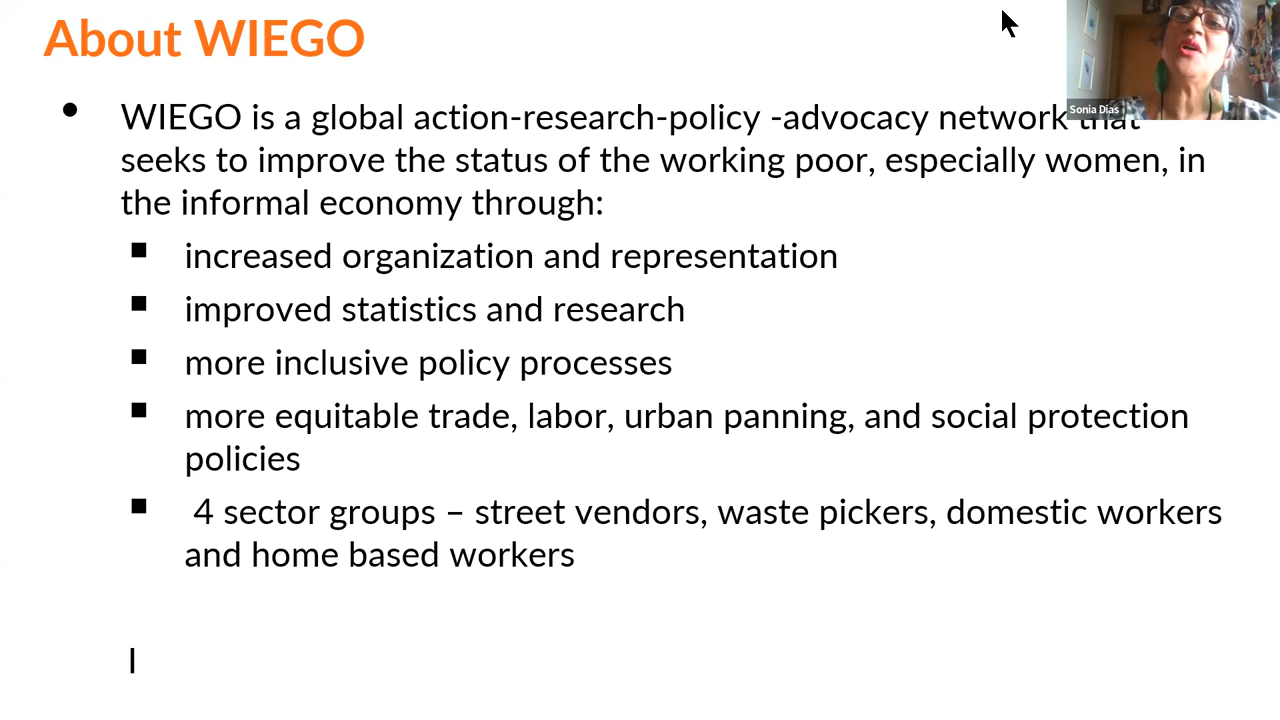 About WIEGO
Sonia Dias
• WIEGO is a global action-research-policy -advocacy network that
seeks to improve the status of the working poor, especially women, in
the informal economy through:
▪ increased organization and representation
▪ improved statistics and research
▪ more inclusive policy processes
▪ more equitable trade, labor, urban panning, and social protection
policies
▪ 4 sector groups – street vendors, waste pickers, domestic workers
and home based workers
l